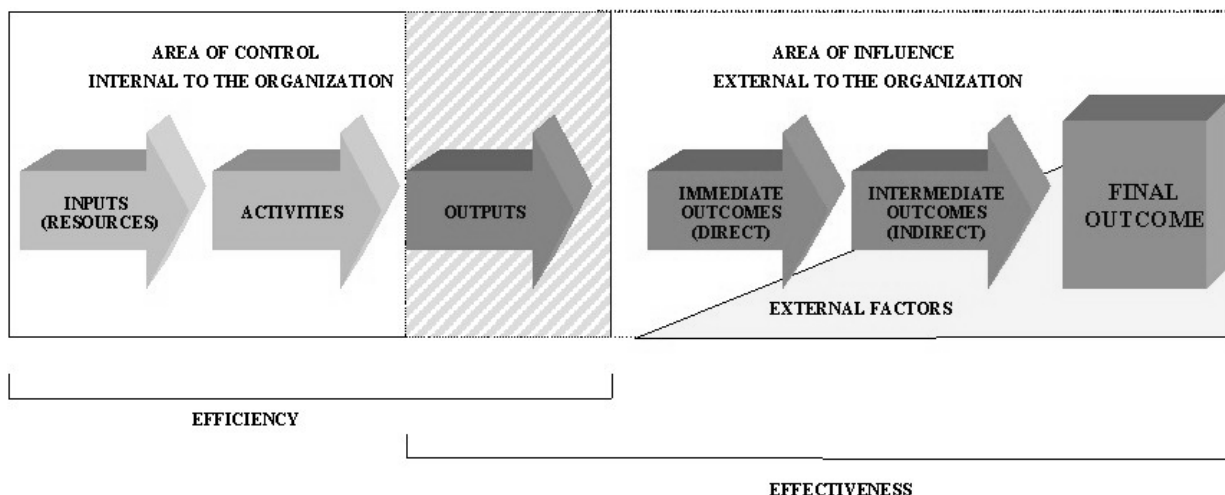 AREA OF CONTROL
INTERNAL TO THE ORGANIZATION
AREA OF INFLUENCE
EXTERNAL TO THE ORGANIZATION
INPUTS
(RESOURCES)
ACTIVITIES
OUTPUTS
IMMEDIATE
OUTCOMES
(DIRECT)
INTERMEDIATE
OUTCOMES
(INDIRECT)
FINAL
OUTCOME
EXTERNAL FACTORS
EFFICIENCY
EFFECTIVENESS